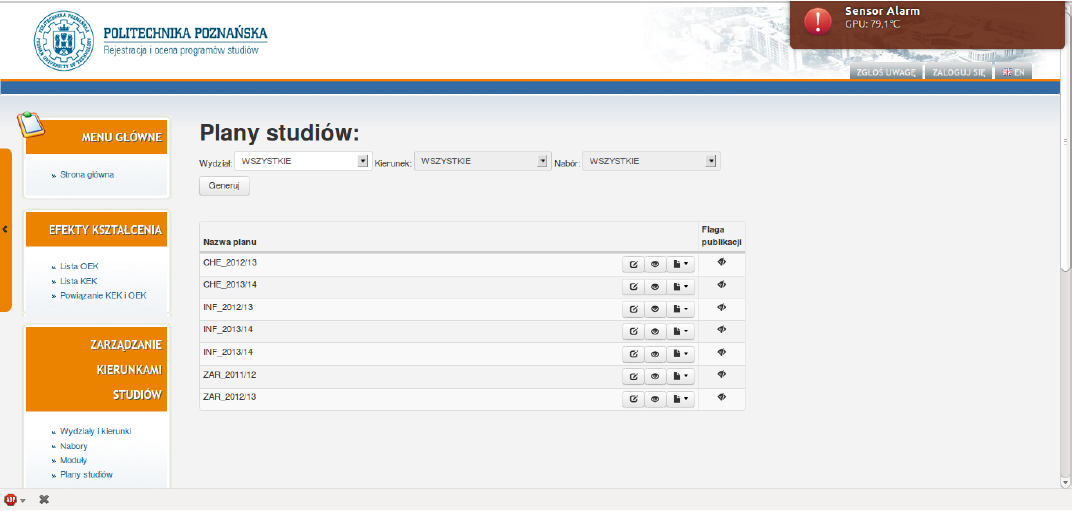 Sensor Alarm
GPU: 79,1°C
POLITECHNIKA POZNAŃSKA
Rejestracja i ocena programów studiów
ZGŁOŚ UWAGĘ ZALOGUJ SIĘ EN
MENU GŁÓWNE
Strona główna
EFEKTY KSZTAŁCENIA
Lista OEK
Lista KEK
Powiązanie KEK i OEK
ZARZĄDZANIE
KIERUNKAMI
STUDIÓW
Wydziały i kierunki
Nabory
Moduły
Plany studiów
Plany studiów:
Wydział: WSZYSTKIE Kierunek: WSZYSTKIE Nabór: WSZYSTKIE
Generuj
Nazwa planu Flaga publikacji
CHE_2012/13
CHE_2013/14
INF_2012/13
INF_2013/14
INF_2013/14
ZAR_2011/12
ZAR_2012/13
ABP